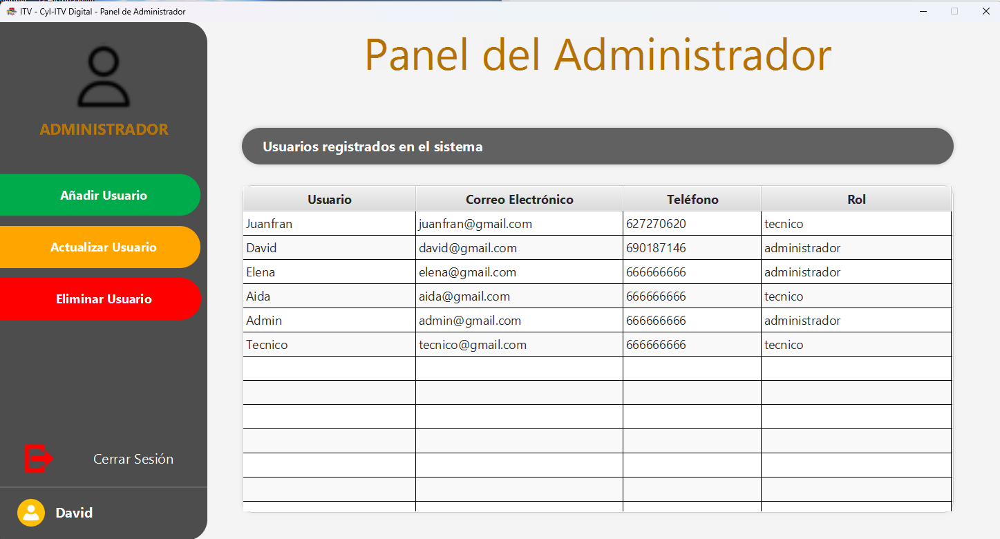 ITV - Cyl-ITV Digital - Panel de Administrador
Panel del Administrador
ADMINISTRADOR
Añadir Usuario
Actualizar Usuario
Eliminar Usuario
Cerrar Sesión
David
Usuarios registrados en el sistema
Usuario Correo Electrónico Teléfono Rol
Juanfran juanfran@gmail.com 627270620 tecnico
David david@gmail.com 690187146 administrador
Elena elena@gmail.com 666666666 administrador
Aida aida@gmail.com 666666666 tecnico
Admin admin@gmail.com 666666666 administrador
Tecnico tecnico@gmail.com 666666666 tecnico